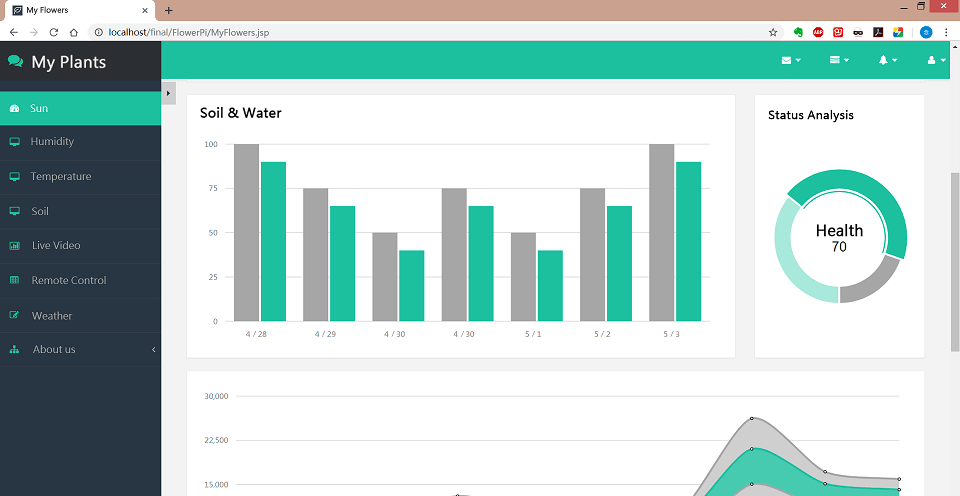 My Flowers
localhost/final/FlowerPi/MyFlowers.jsp
ABP
My Plants
Sun
Humidity
Temperature
Soil
Live Video
Remote Control
Weather
About us
Soil & Water
100
75
50
25
0
4 / 28
4 / 29
4 / 30
4 / 30
5 / 1
5 / 2
5 / 3
Status Analysis
Health
70
30,000
22,500
15,000